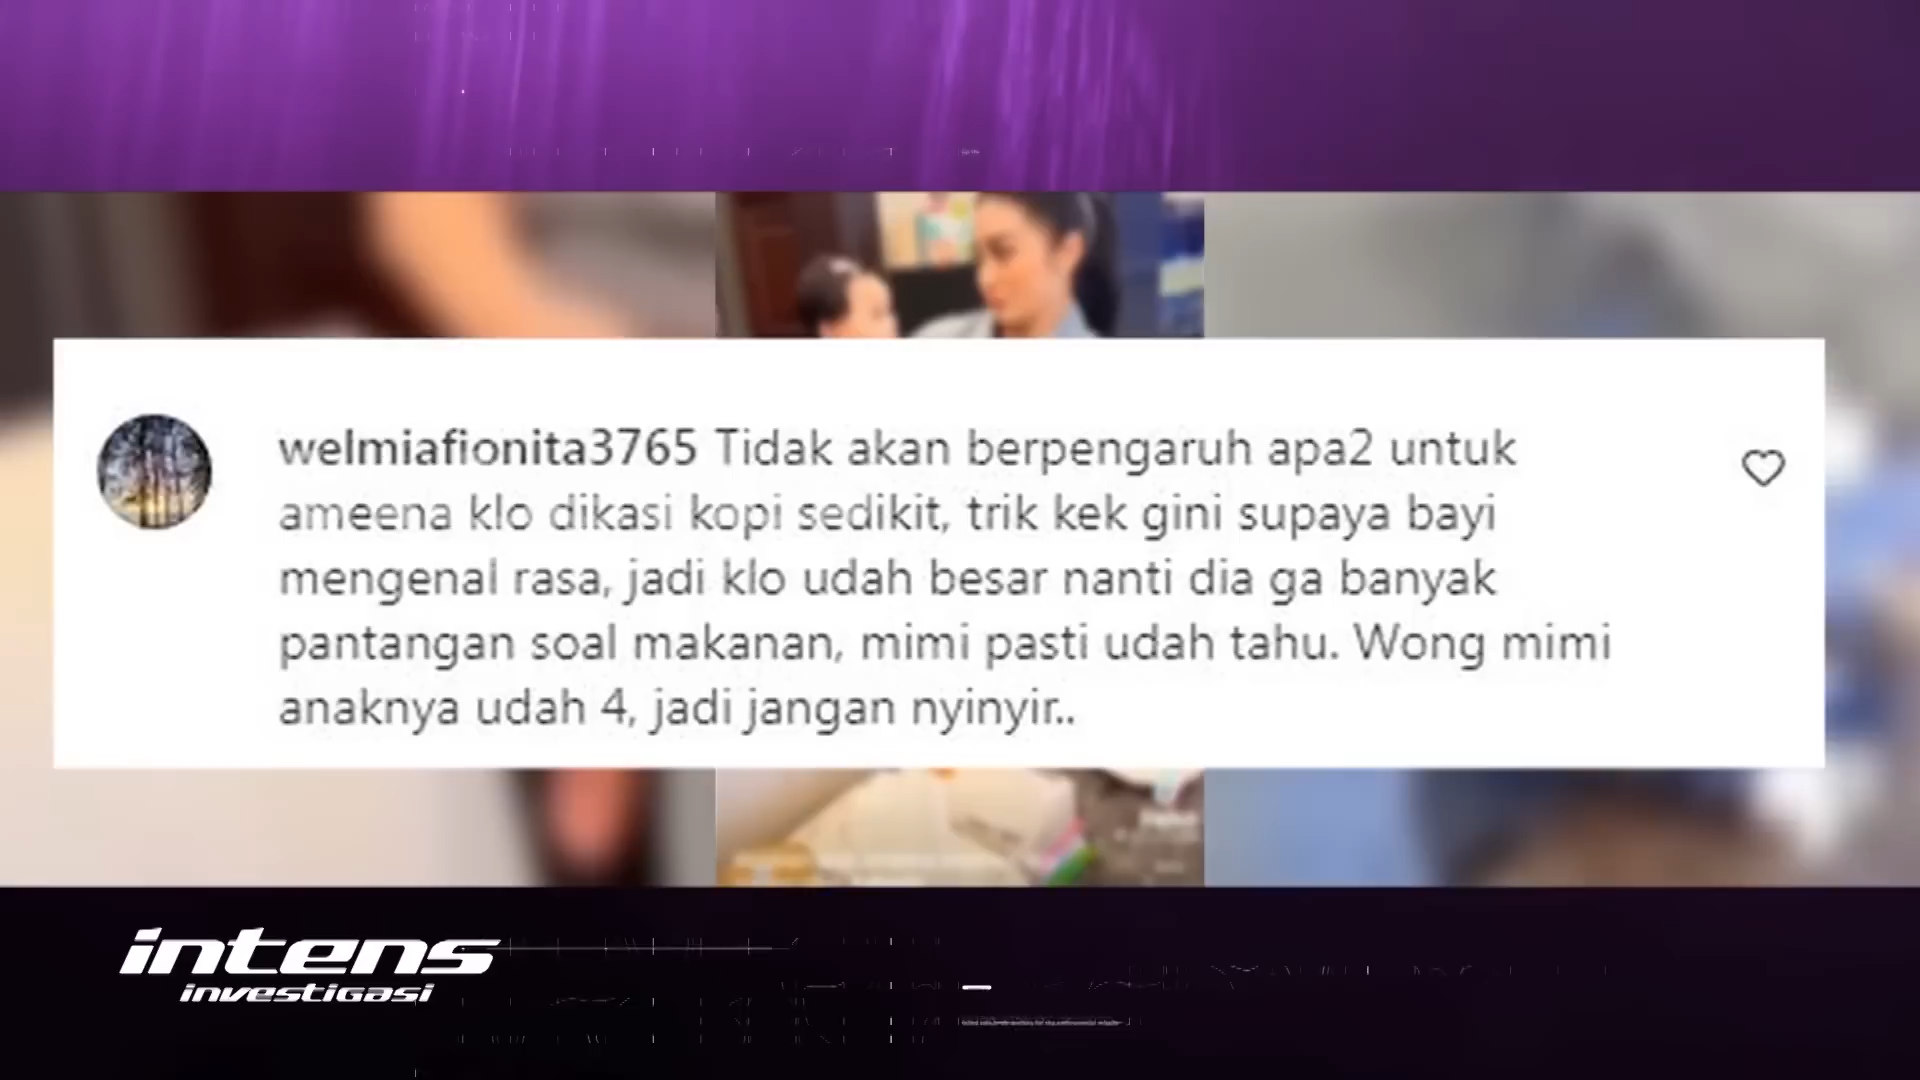 welmiafionita3765 Tidak akan berpengaruh apa2 untuk
ameena klo dikasi kopi sedikit, trik kek gini supaya bayi
mengenal rasa, jadi klo udah besar nanti dia ga banyak
pantangan soal makanan, mimi pasti udah tahu. Wong mimi
anaknya udah 4, jadi jangan nyinyir..
intens
investigasi